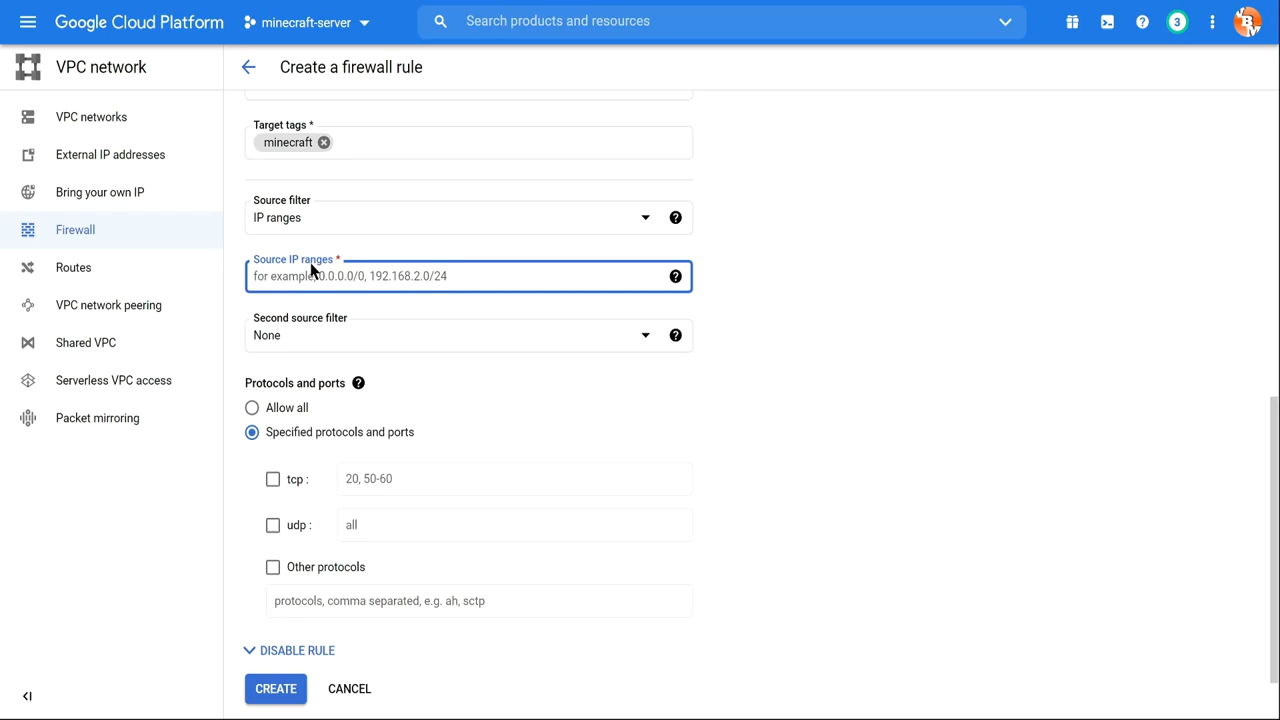 Google Cloud Platform
minecraft-server
Search products and resources
3
VPC network
Create a firewall rule
VPC networks
External IP addresses
Bring your own IP
Firewall
Routes
VPC network peering
Shared VPC
Serverless VPC access
Packet mirroring
Target tags *
minecraft
Source filter
IP ranges
Source IP ranges *
for example, 0.0.0.0/0, 192.168.2.0/24
Second source filter
None
Protocols and ports
Allow all
Specified protocols and ports
tcp : 20, 50-60
udp : all
Other protocols
protocols, comma separated, e.g. ah, sctp
DISABLE RULE
CREATE CANCEL